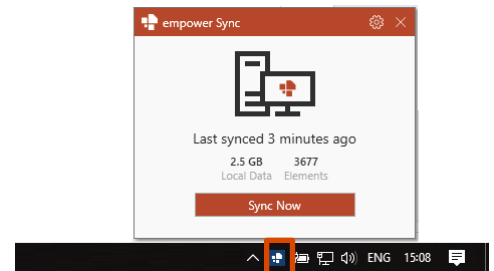 empower Sync
Last synced 3 minutes ago
2.5 GB 3677
Local Data Elements
Sync Now
ENG 15:08